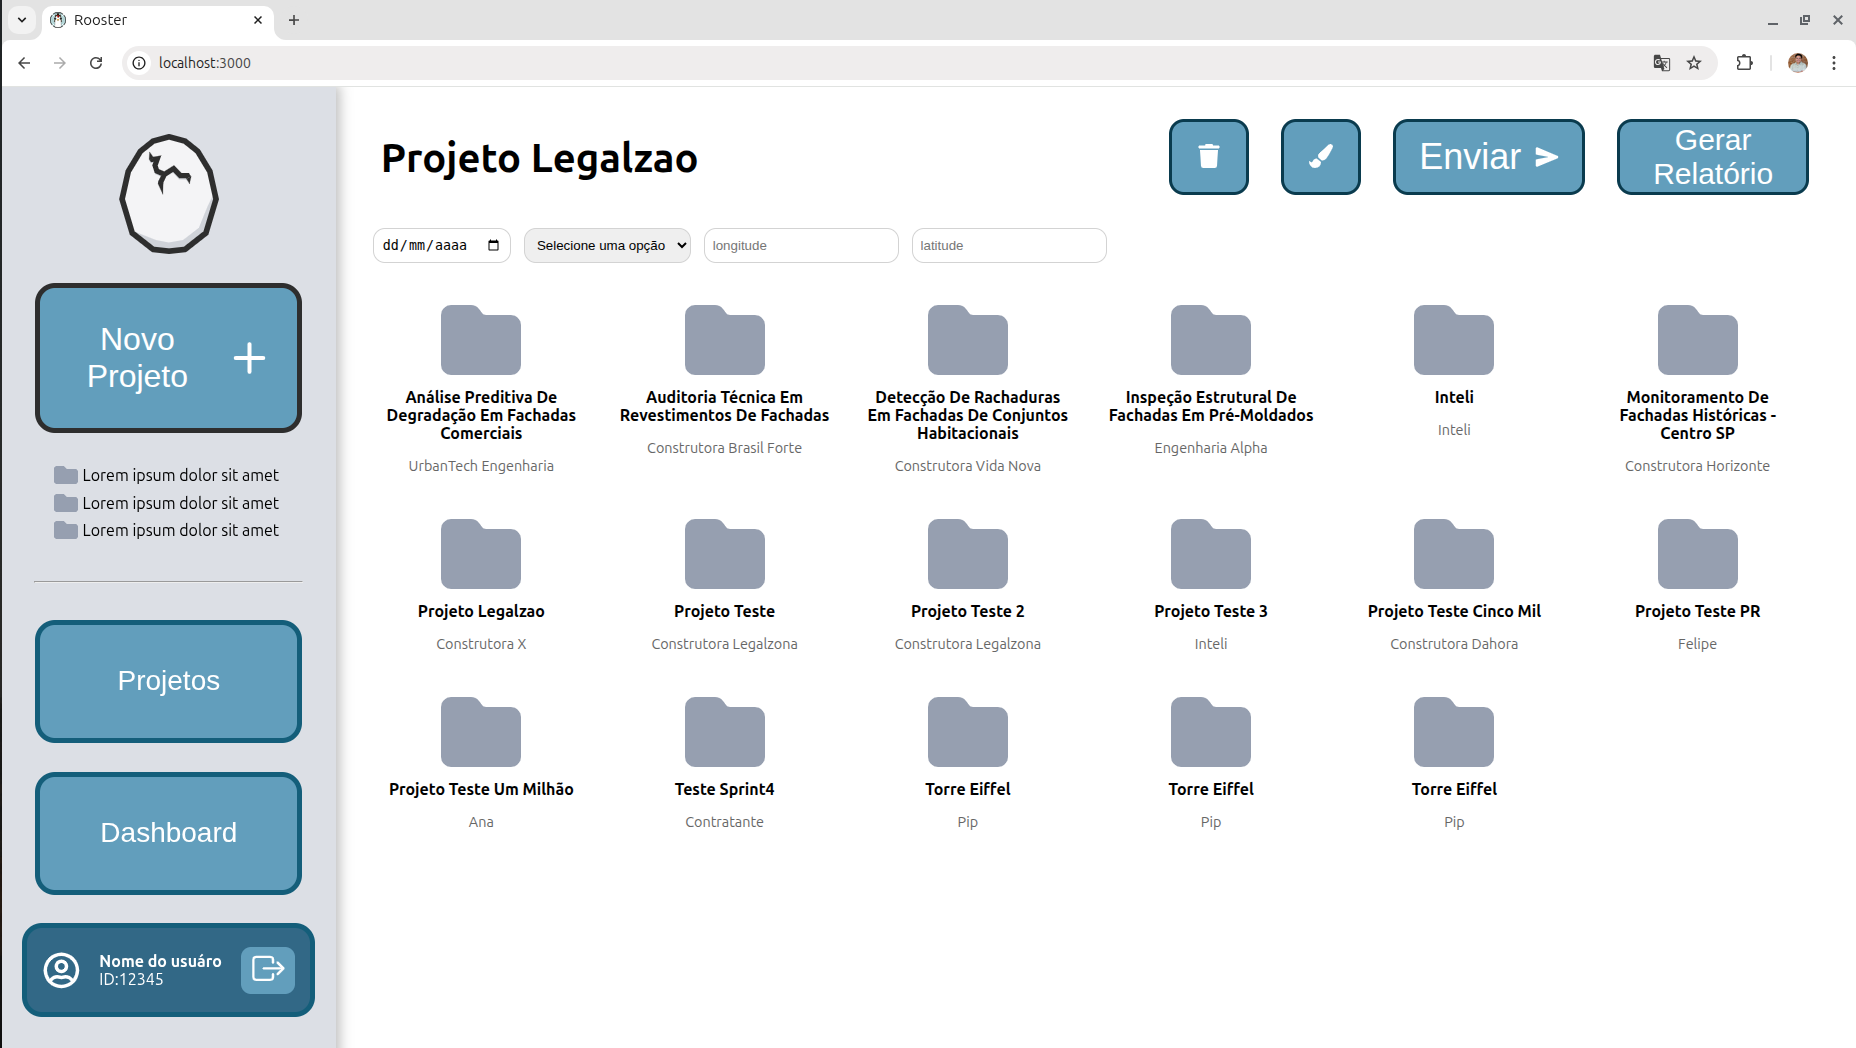 Rooster
localhost:3000
Projeto Legalzao
Enviar
Gerar
Relatório
dd/mm/aaaa
Selecione uma opção
longitude
latitude
Novo
Projeto
Lorem ipsum dolor sit amet
Lorem ipsum dolor sit amet
Lorem ipsum dolor sit amet
Projetos
Dashboard
Nome do usuáro
ID:12345
Análise Preditiva De
Degradação Em Fachadas
Comerciais
UrbanTech Engenharia
Auditoria Técnica Em
Revestimentos De Fachadas
Construtora Brasil Forte
Detecção De Rachaduras
Em Fachadas De Conjuntos
Habitacionais
Construtora Vida Nova
Inspeção Estrutural De
Fachadas Em Pré-Moldados
Engenharia Alpha
Inteli
Inteli
Monitoramento De
Fachadas Históricas -
Centro SP
Construtora Horizonte
Projeto Legalzao
Construtora X
Projeto Teste
Construtora Legalzona
Projeto Teste 2
Construtora Legalzona
Projeto Teste 3
Inteli
Projeto Teste Cinco Mil
Construtora Dahora
Projeto Teste PR
Felipe
Projeto Teste Um Milhão
Ana
Teste Sprint4
Contratante
Torre Eiffel
Pip
Torre Eiffel
Pip
Torre Eiffel
Pip